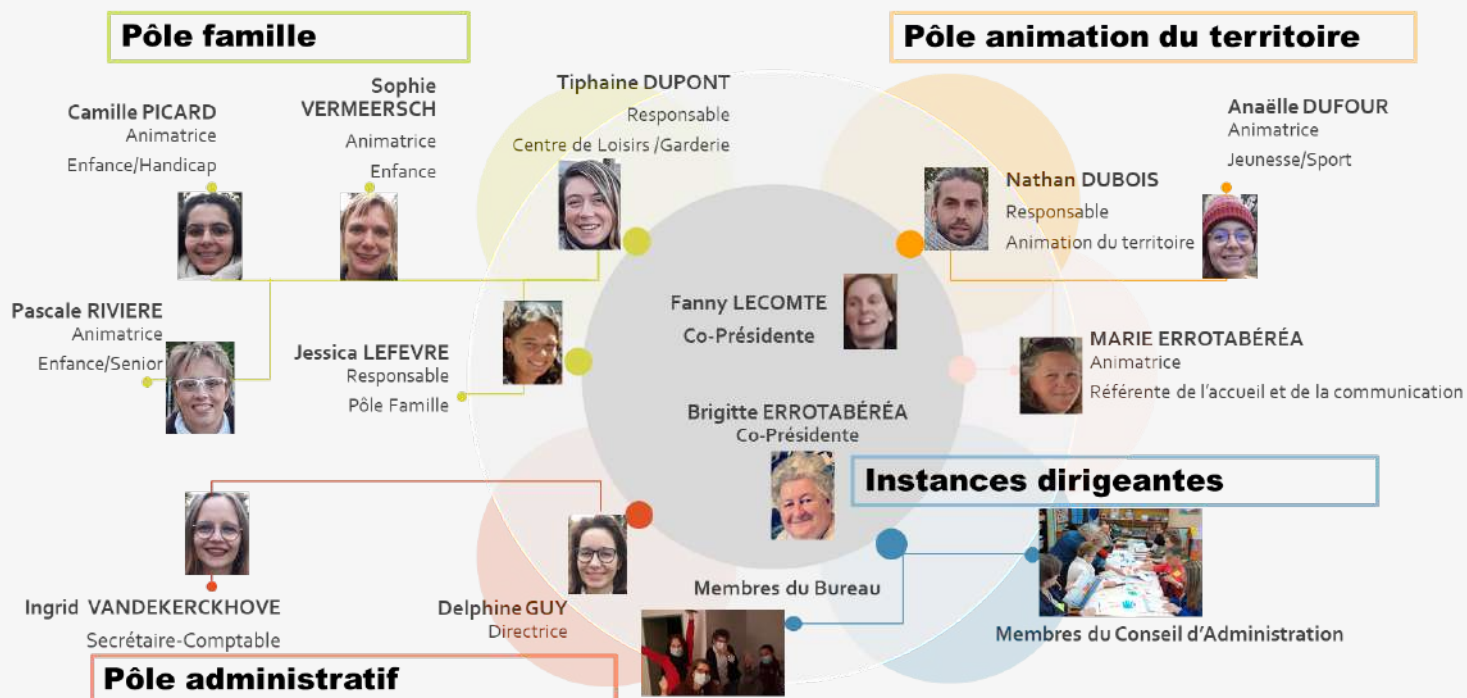 Pôle famille
Pôle animation du territoire
Camille PICARD
Animatrice
Enfance/Handicap
Sophie
VERMEERSCH
Animatrice
Enfance
Tiphaine DUPONT
Responsable
Centre de Loisirs /Garderie
Nathan DUBOIS
Responsable
Animation du territoire
Anaëlle DUFOUR
Animatrice
Jeunesse/Sport
Pascale RIVIERE
Animatrice
Enfance/Senior
Jessica LEFEVRE
Responsable
Pôle Famille
Fanny LECOMTE
Co-Présidente
MARIE ERROTABÉRÉA
Animatrice
Référente de l'accueil et de la communication
Brigitte ERROTABÉRÉA
Co-Présidente
Instances dirigeantes
Ingrid VANDEKERCKHOVE
Secrétaire-Comptable
Delphine GUY
Directrice
Membres du Bureau
Membres du Conseil d'Administration
Pôle administratif